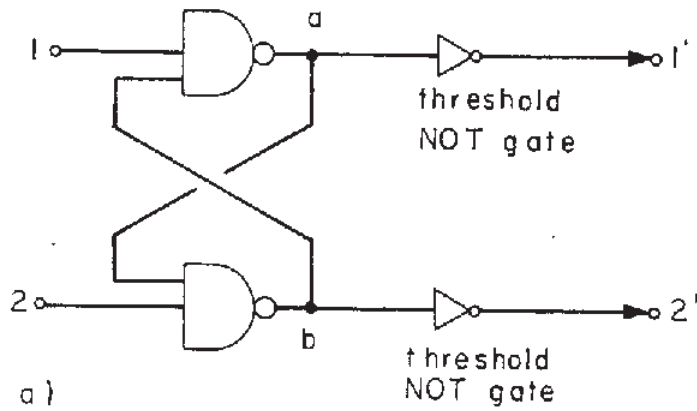 a
1
1'
threshold
NOT gate
2
2'
b
threshold
NOT gate
a)